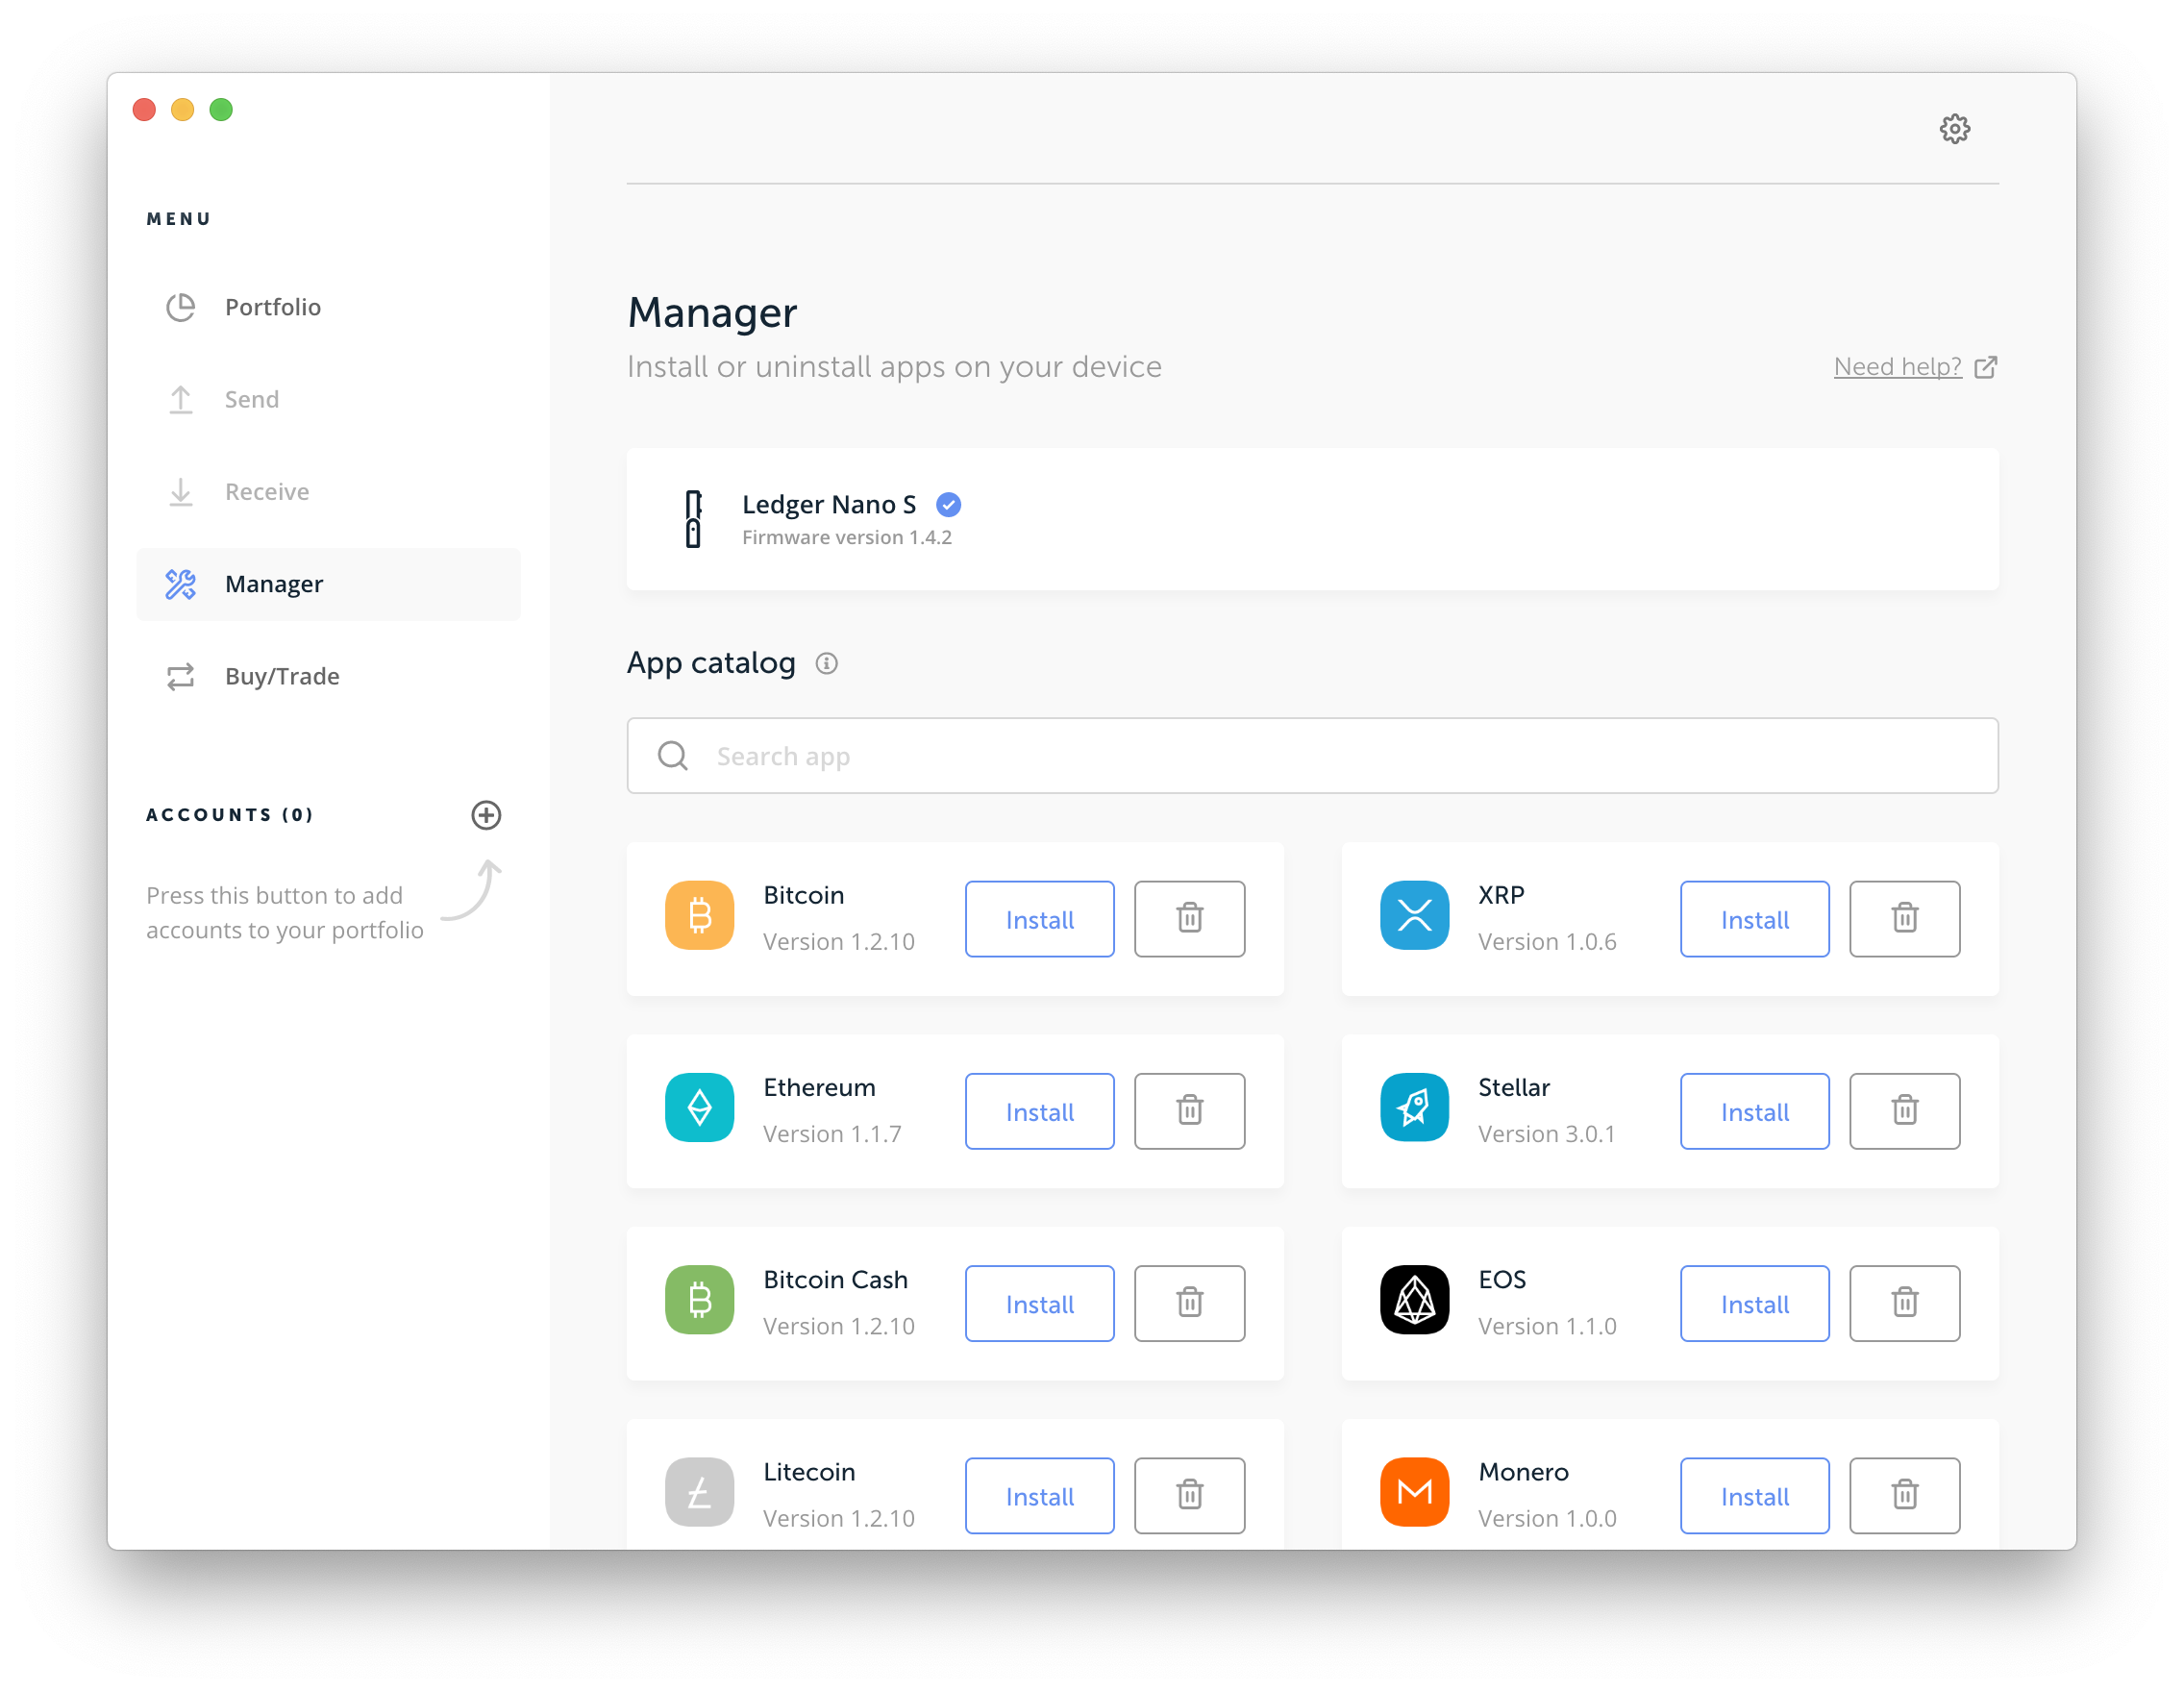 MENU
Portfolio
Send
Receive
Manager
Buy/Trade
ACCOUNTS (0)
Press this button to add
accounts to your portfolio
Manager
Install or uninstall apps on your device
Need help?
Ledger Nano S
Firmware version 1.4.2
App catalog
Search app
Bitcoin
Version 1.2.10
Install
XRP
Version 1.0.6
Install
Ethereum
Version 1.1.7
Install
Stellar
Version 3.0.1
Install
Bitcoin Cash
Version 1.2.10
Install
EOS
Version 1.1.0
Install
Litecoin
Version 1.2.10
Install
Monero
Version 1.0.0
Install